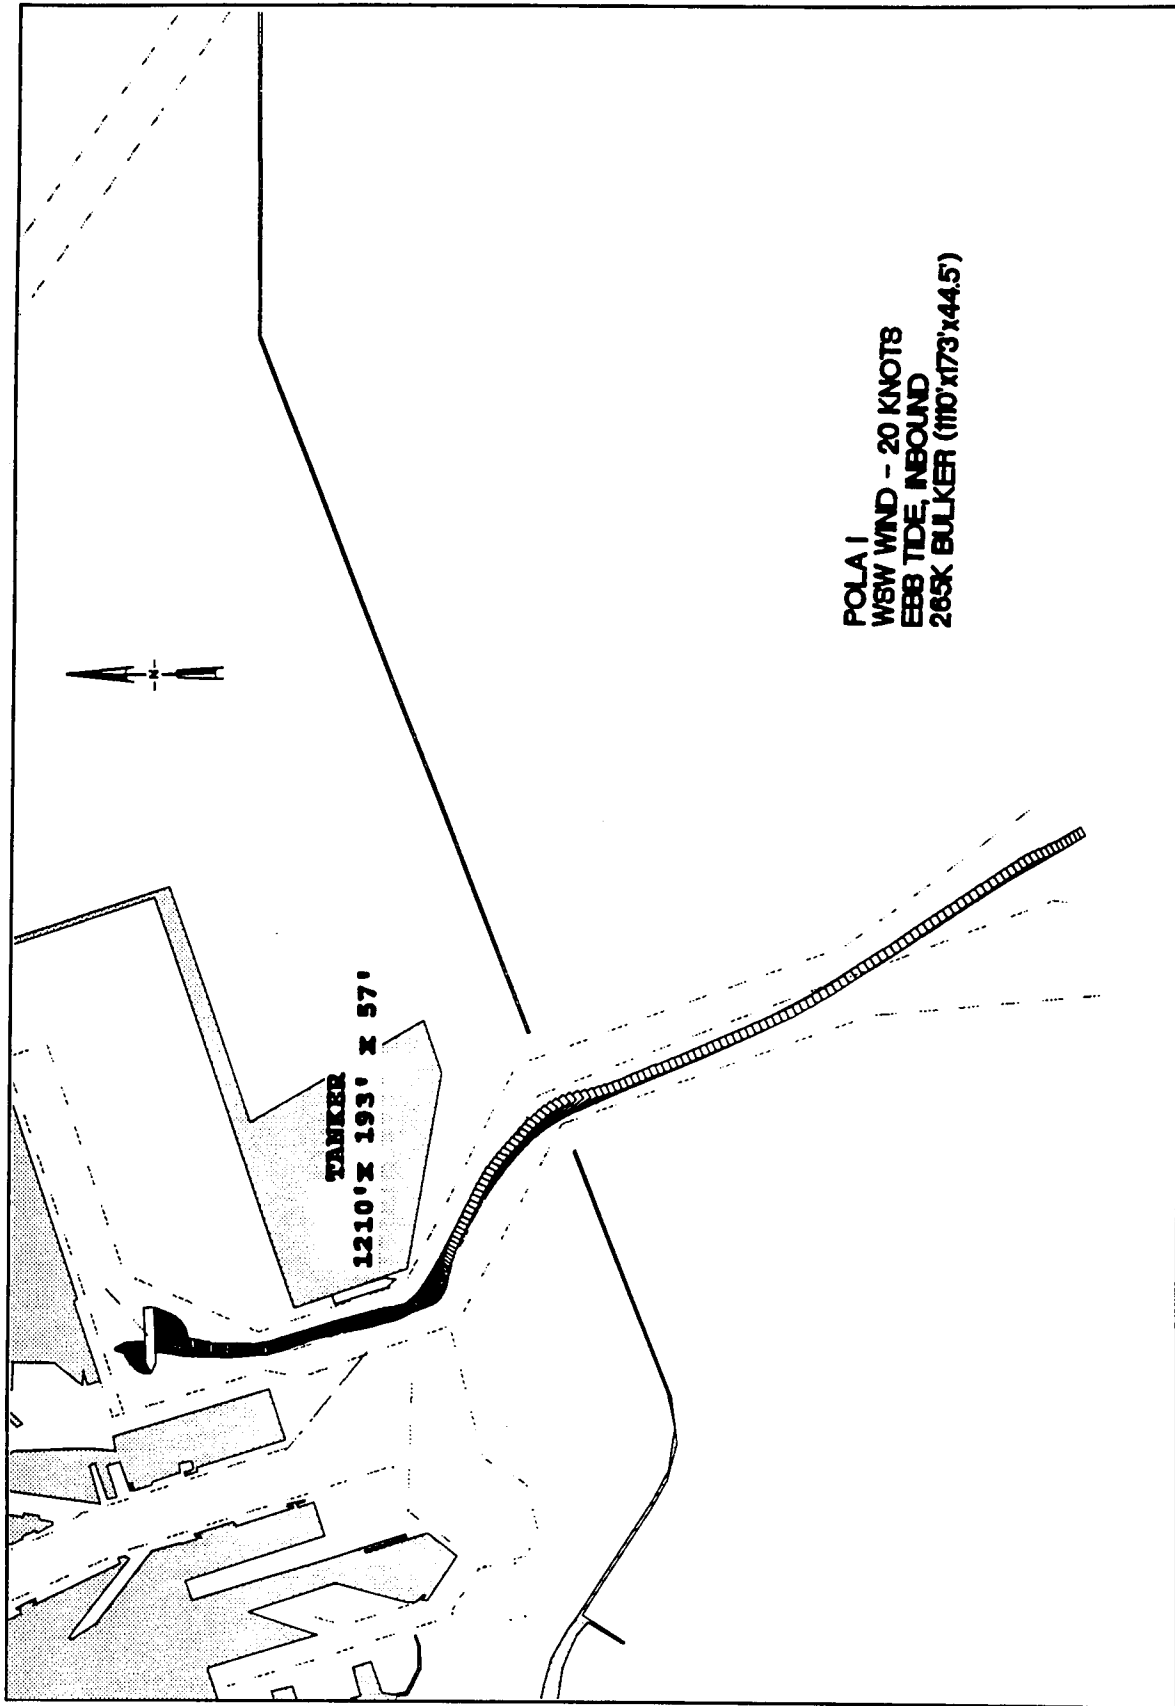 TANKER
1210'X 193' X 57'
POLA I
WSW WIND - 20 KNOTS
EBB TIDE, INBOUND
265K BULKER (1110'x173'x44.5')
N